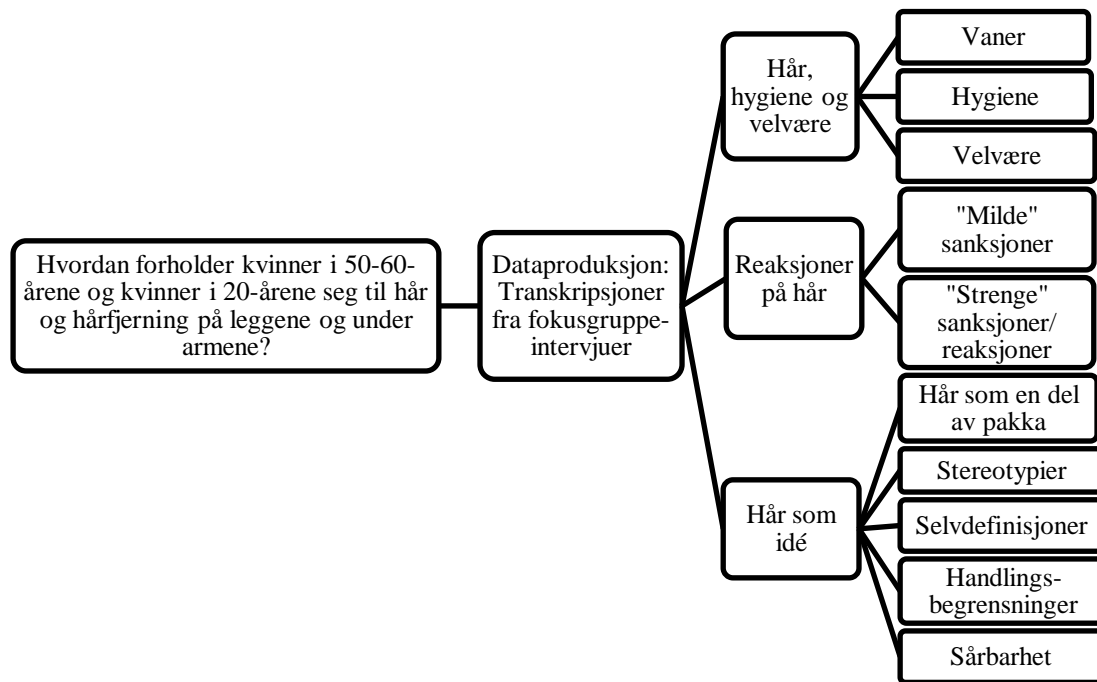 Hvordan forholder kvinner i 50-60-
årene og kvinner i 20-årene seg til hår
og hårfjerning på leggene og under
armene?
Dataproduksjon:
Transkripsjoner
fra fokusgruppe-
intervjuer
Hår,
hygiene og
velvære
Vaner
Hygiene
Velvære
Reaksjoner
på hår
"Milde"
sanksjoner
"Strenge"
sanksjoner/
reaksjoner
Hår som
idé
Hår som en del
av pakka
Stereotypier
Selvdefinisjoner
Handlings-
begrensninger
Sårbarhet